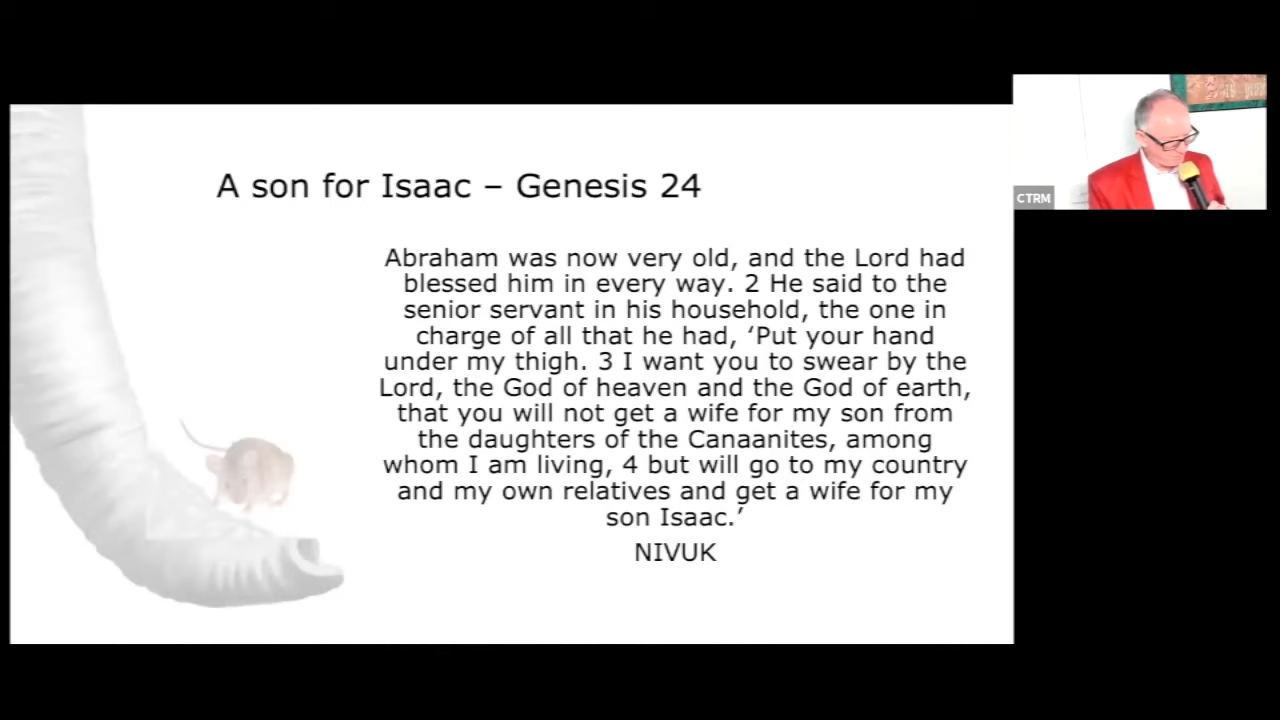 A son for Isaac – Genesis 24
Abraham was now very old, and the Lord had
blessed him in every way. 2 He said to the
senior servant in his household, the one in
charge of all that he had, ‘Put your hand
under my thigh. 3 I want you to swear by the
Lord, the God of heaven and the God of earth,
that you will not get a wife for my son from
the daughters of the Canaanites, among
whom I am living, 4 but will go to my country
and my own relatives and get a wife for my
son Isaac.’
NIVUK
CTRM